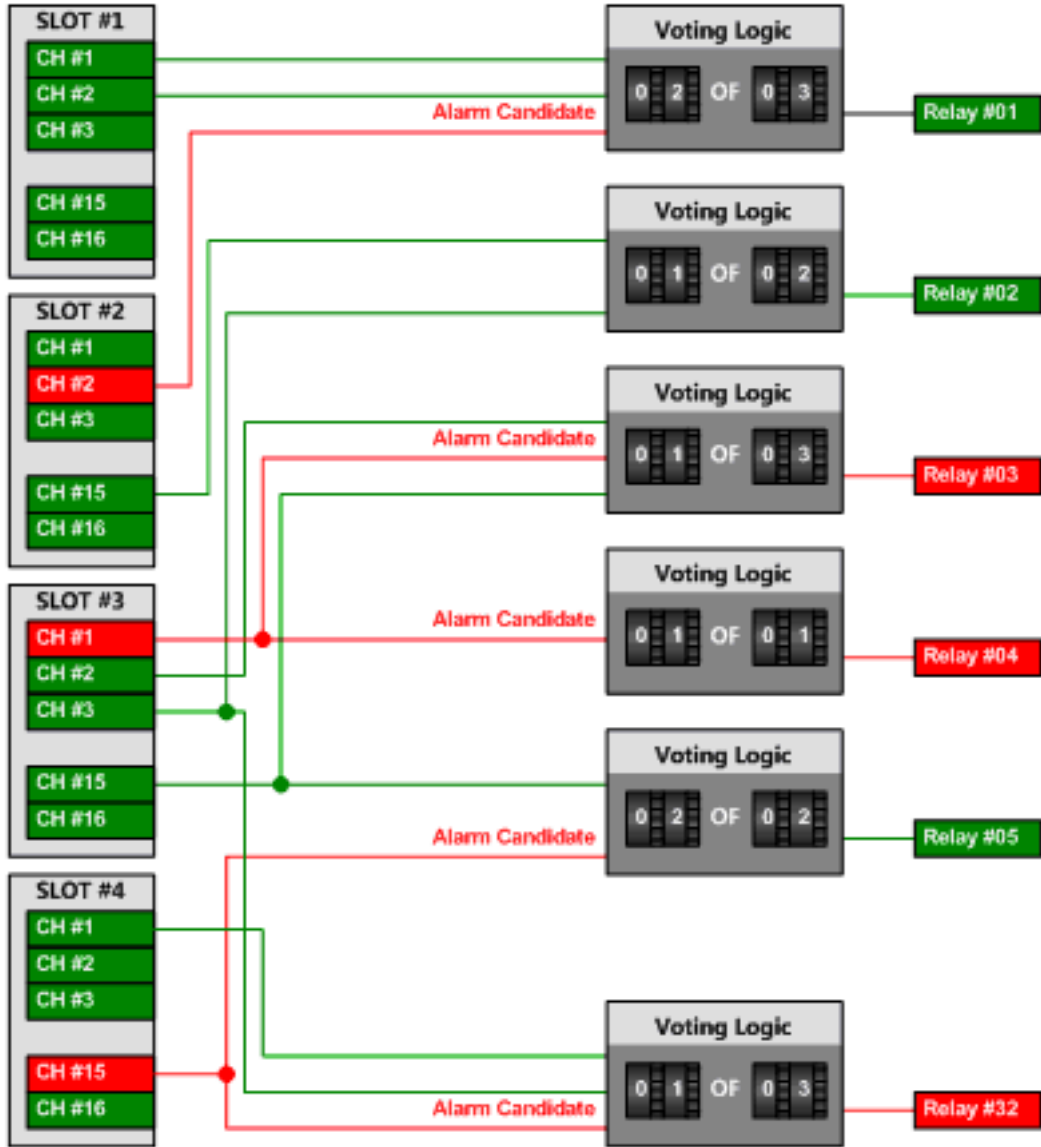 SLOT #1
CH #1
CH #2
CH #3
CH #15
CH #16
SLOT #2
CH #1
CH #2
CH #3
CH #15
CH #16
SLOT #3
CH #1
CH #2
CH #3
CH #15
CH #16
SLOT #4
CH #1
CH #2
CH #3
CH #15
CH #16
Voting Logic
0 2 OF 0 3
Alarm Candidate
Relay #01
Voting Logic
0 1 OF 0 2
Relay #02
Voting Logic
Alarm Candidate
0 1 OF 0 3
Relay #03
Voting Logic
Alarm Candidate
0 1 OF 0 1
Relay #04
Voting Logic
0 2 OF 0 2
Alarm Candidate
Relay #05
Voting Logic
0 1 OF 0 3
Alarm Candidate
Relay #32